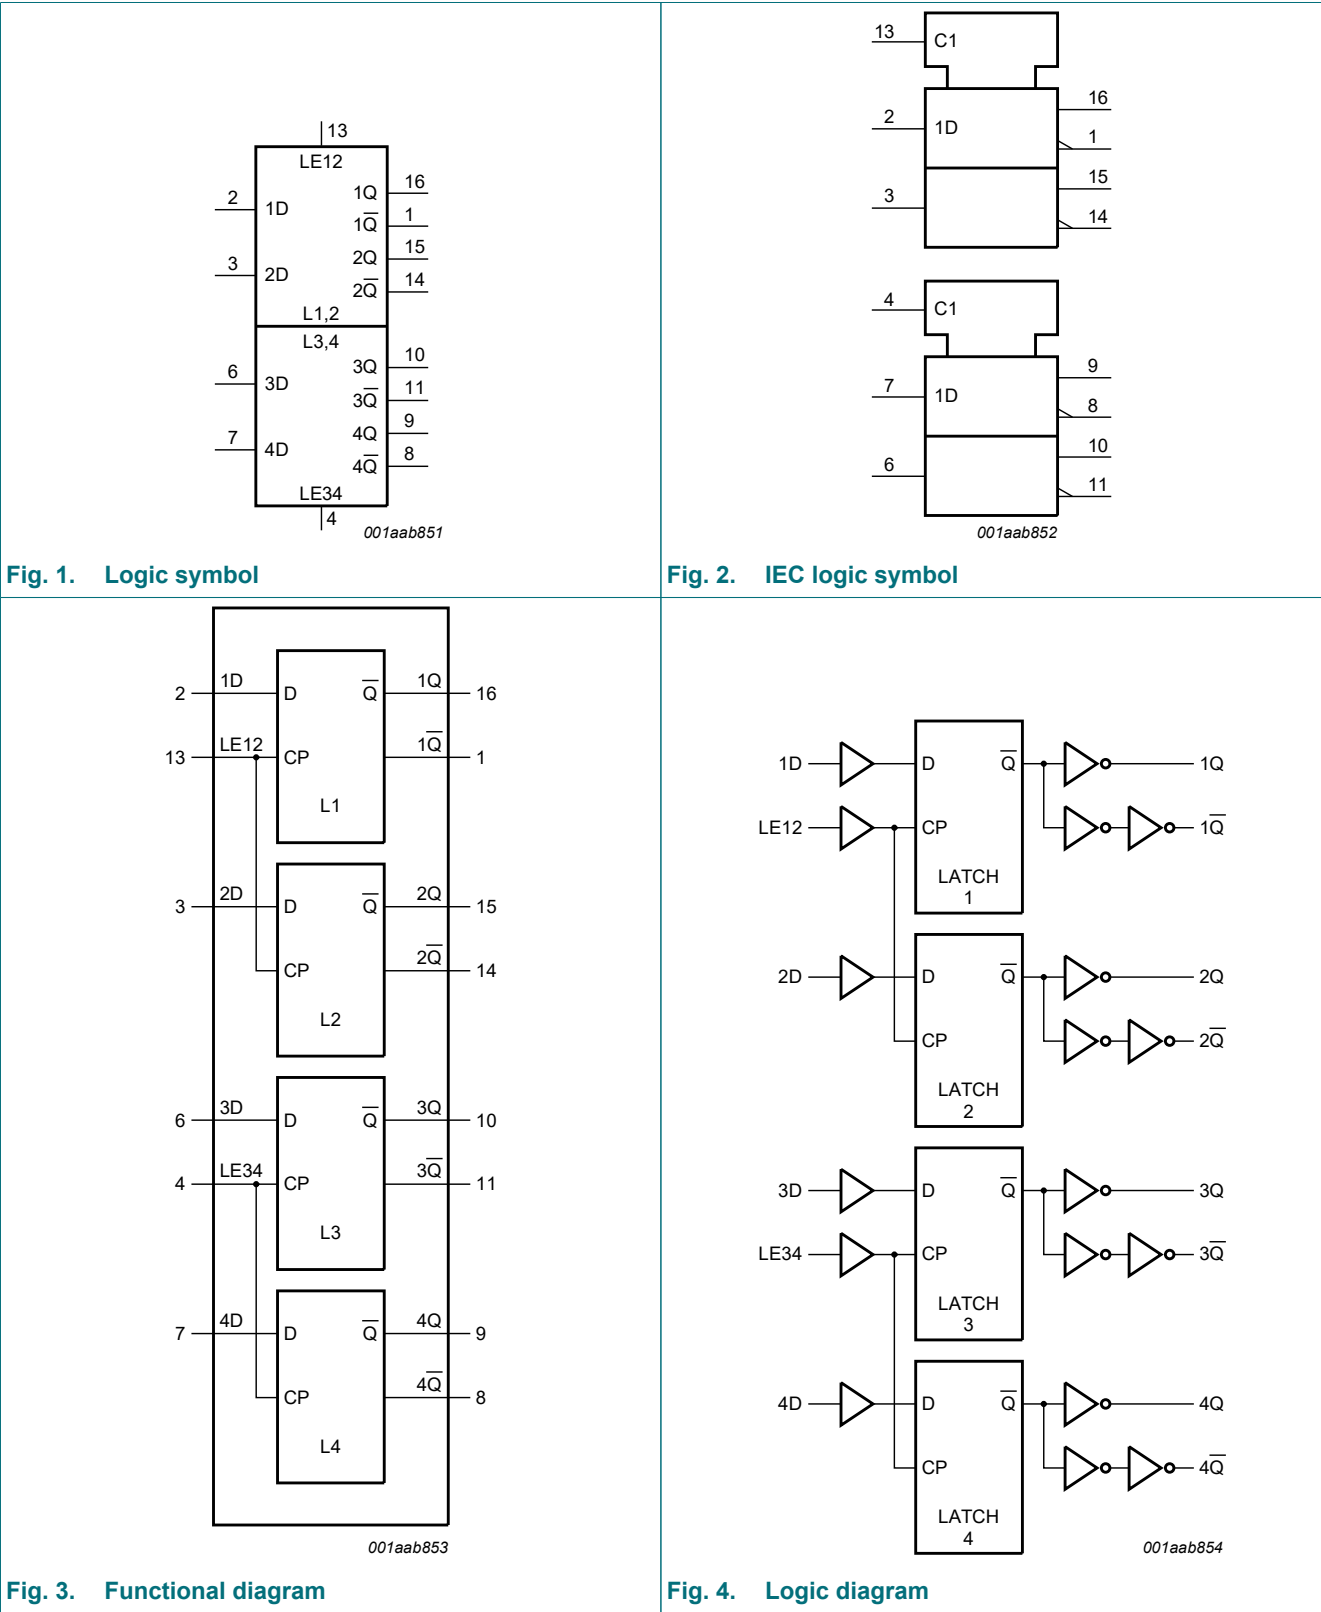 13
LE12
2
1D
1Q
16
1Q̅
1
2Q
15
3
2D
2Q̅
14
L1,2
L3,4
3Q
10
6
3D
3Q̅
11
4Q
9
7
4D
4Q̅
8
LE34
4
001aab851
Fig. 1. Logic symbol
13
C1
2
1D
16
1
3
15
14
4
C1
7
1D
9
8
6
10
11
001aab852
Fig. 2. IEC logic symbol
2
1D
D
Q̅
1Q
16
13
LE12
CP
1Q̅
1
L1
3
2D
D
Q̅
2Q
15
CP
2Q̅
14
L2
6
3D
D
Q̅
3Q
10
4
LE34
CP
3Q̅
11
L3
7
4D
D
Q̅
4Q
9
CP
4Q̅
8
L4
001aab853
Fig. 3. Functional diagram
1D
D
Q̅
1Q
LE12
CP
1Q̅
LATCH
1
2D
D
Q̅
2Q
CP
2Q̅
LATCH
2
3D
D
Q̅
3Q
LE34
CP
3Q̅
LATCH
3
4D
D
Q̅
4Q
CP
4Q̅
LATCH
4
001aab854
Fig. 4. Logic diagram